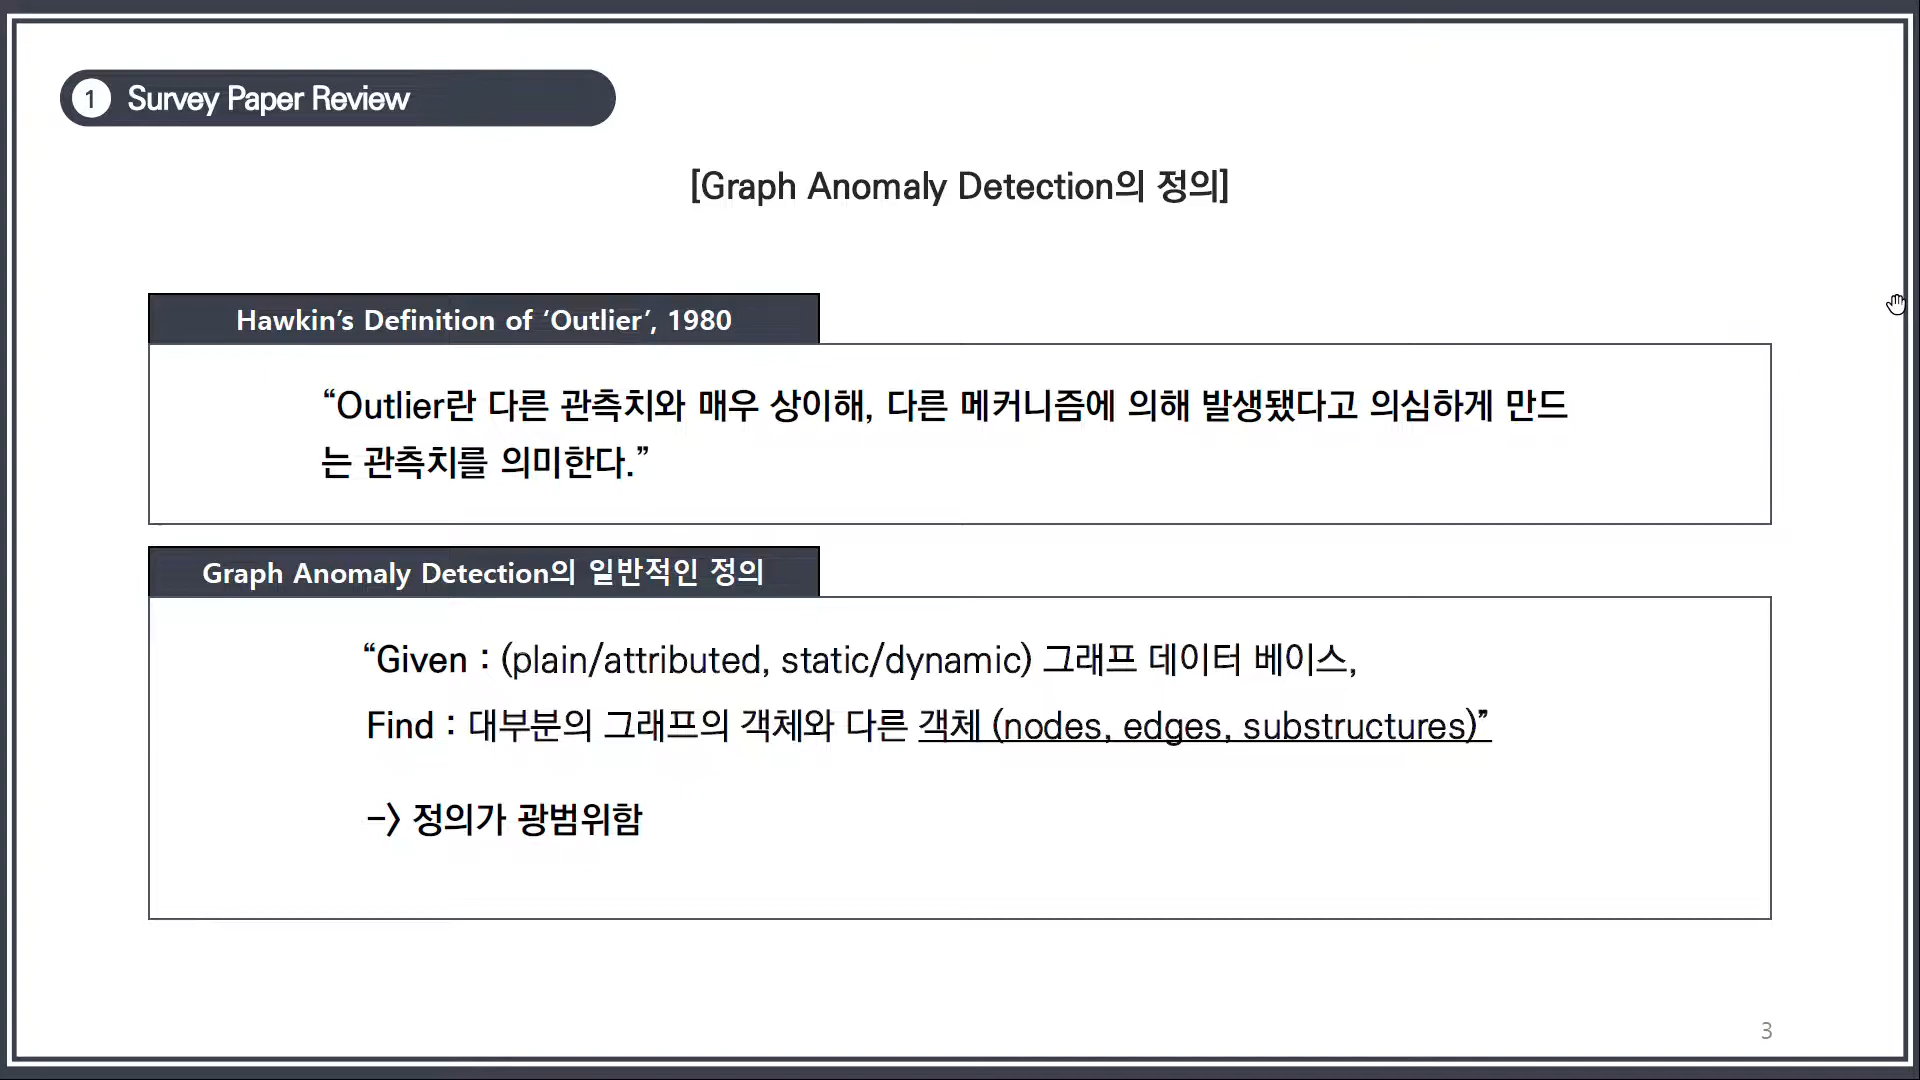 1 Survey Paper Review
[Graph Anomaly Detection의 정의]
Hawkin’s Definition of ‘Outlier’, 1980
“Outlier란 다른 관측치와 매우 상이해, 다른 메커니즘에 의해 발생됐다고 의심하게 만드
는 관측치를 의미한다.”
Graph Anomaly Detection의 일반적인 정의
“Given : (plain/attributed, static/dynamic) 그래프 데이터 베이스,
Find : 대부분의 그래프의 객체와 다른 객체 (nodes, edges, substructures)”
-> 정의가 광범위함
3